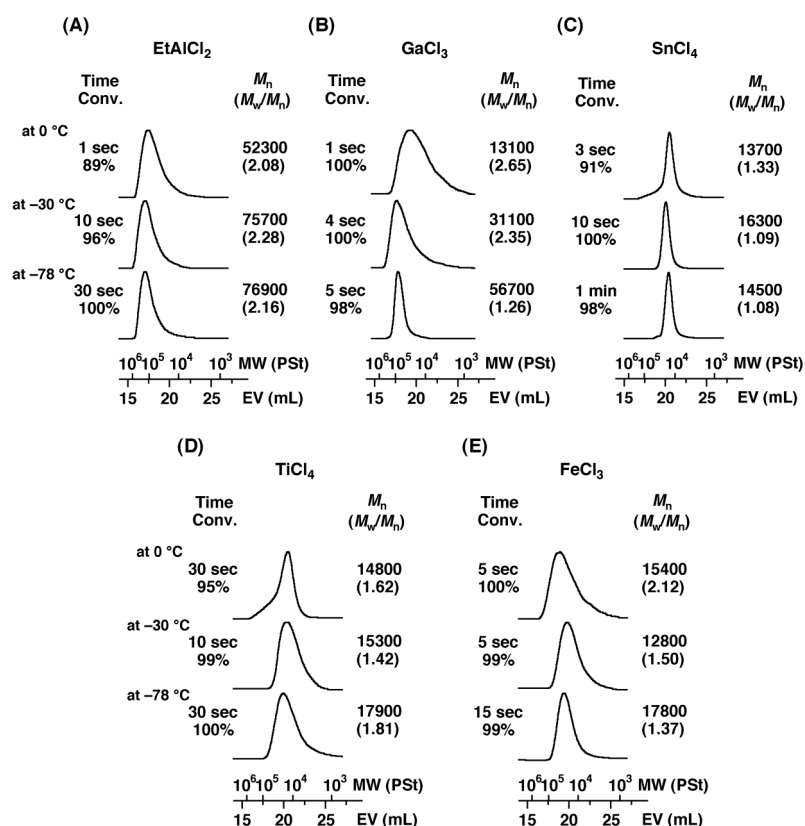 (A)
EtAlCl2
Time
Conv.
Mn
(Mw/Mn)
at 0 °C
1 sec
89%
52300
(2.08)
at –30 °C
10 sec
96%
75700
(2.28)
at –78 °C
30 sec
100%
76900
(2.16)
10^6 10^5 10^4 10^3 MW (PSt)
15 20 25 EV (mL)
(B)
GaCl3
Time
Conv.
Mn
(Mw/Mn)
1 sec
100%
13100
(2.65)
4 sec
100%
31100
(2.35)
5 sec
98%
56700
(1.26)
10^6 10^5 10^4 10^3 MW (PSt)
15 20 25 EV (mL)
(C)
SnCl4
Time
Conv.
Mn
(Mw/Mn)
3 sec
91%
13700
(1.33)
10 sec
100%
16300
(1.09)
1 min
98%
14500
(1.08)
10^6 10^5 10^4 10^3 MW (PSt)
15 20 25 EV (mL)
(D)
TiCl4
Time
Conv.
Mn
(Mw/Mn)
at 0 °C
30 sec
95%
14800
(1.62)
at –30 °C
10 sec
99%
15300
(1.42)
at –78 °C
30 sec
100%
17900
(1.81)
10^6 10^5 10^4 10^3 MW (PSt)
15 20 25 EV (mL)
(E)
FeCl3
Time
Conv.
Mn
(Mw/Mn)
5 sec
100%
15400
(2.12)
5 sec
99%
12800
(1.50)
15 sec
99%
17800
(1.37)
10^6 10^5 10^4 10^3 MW (PSt)
15 20 25 EV (mL)